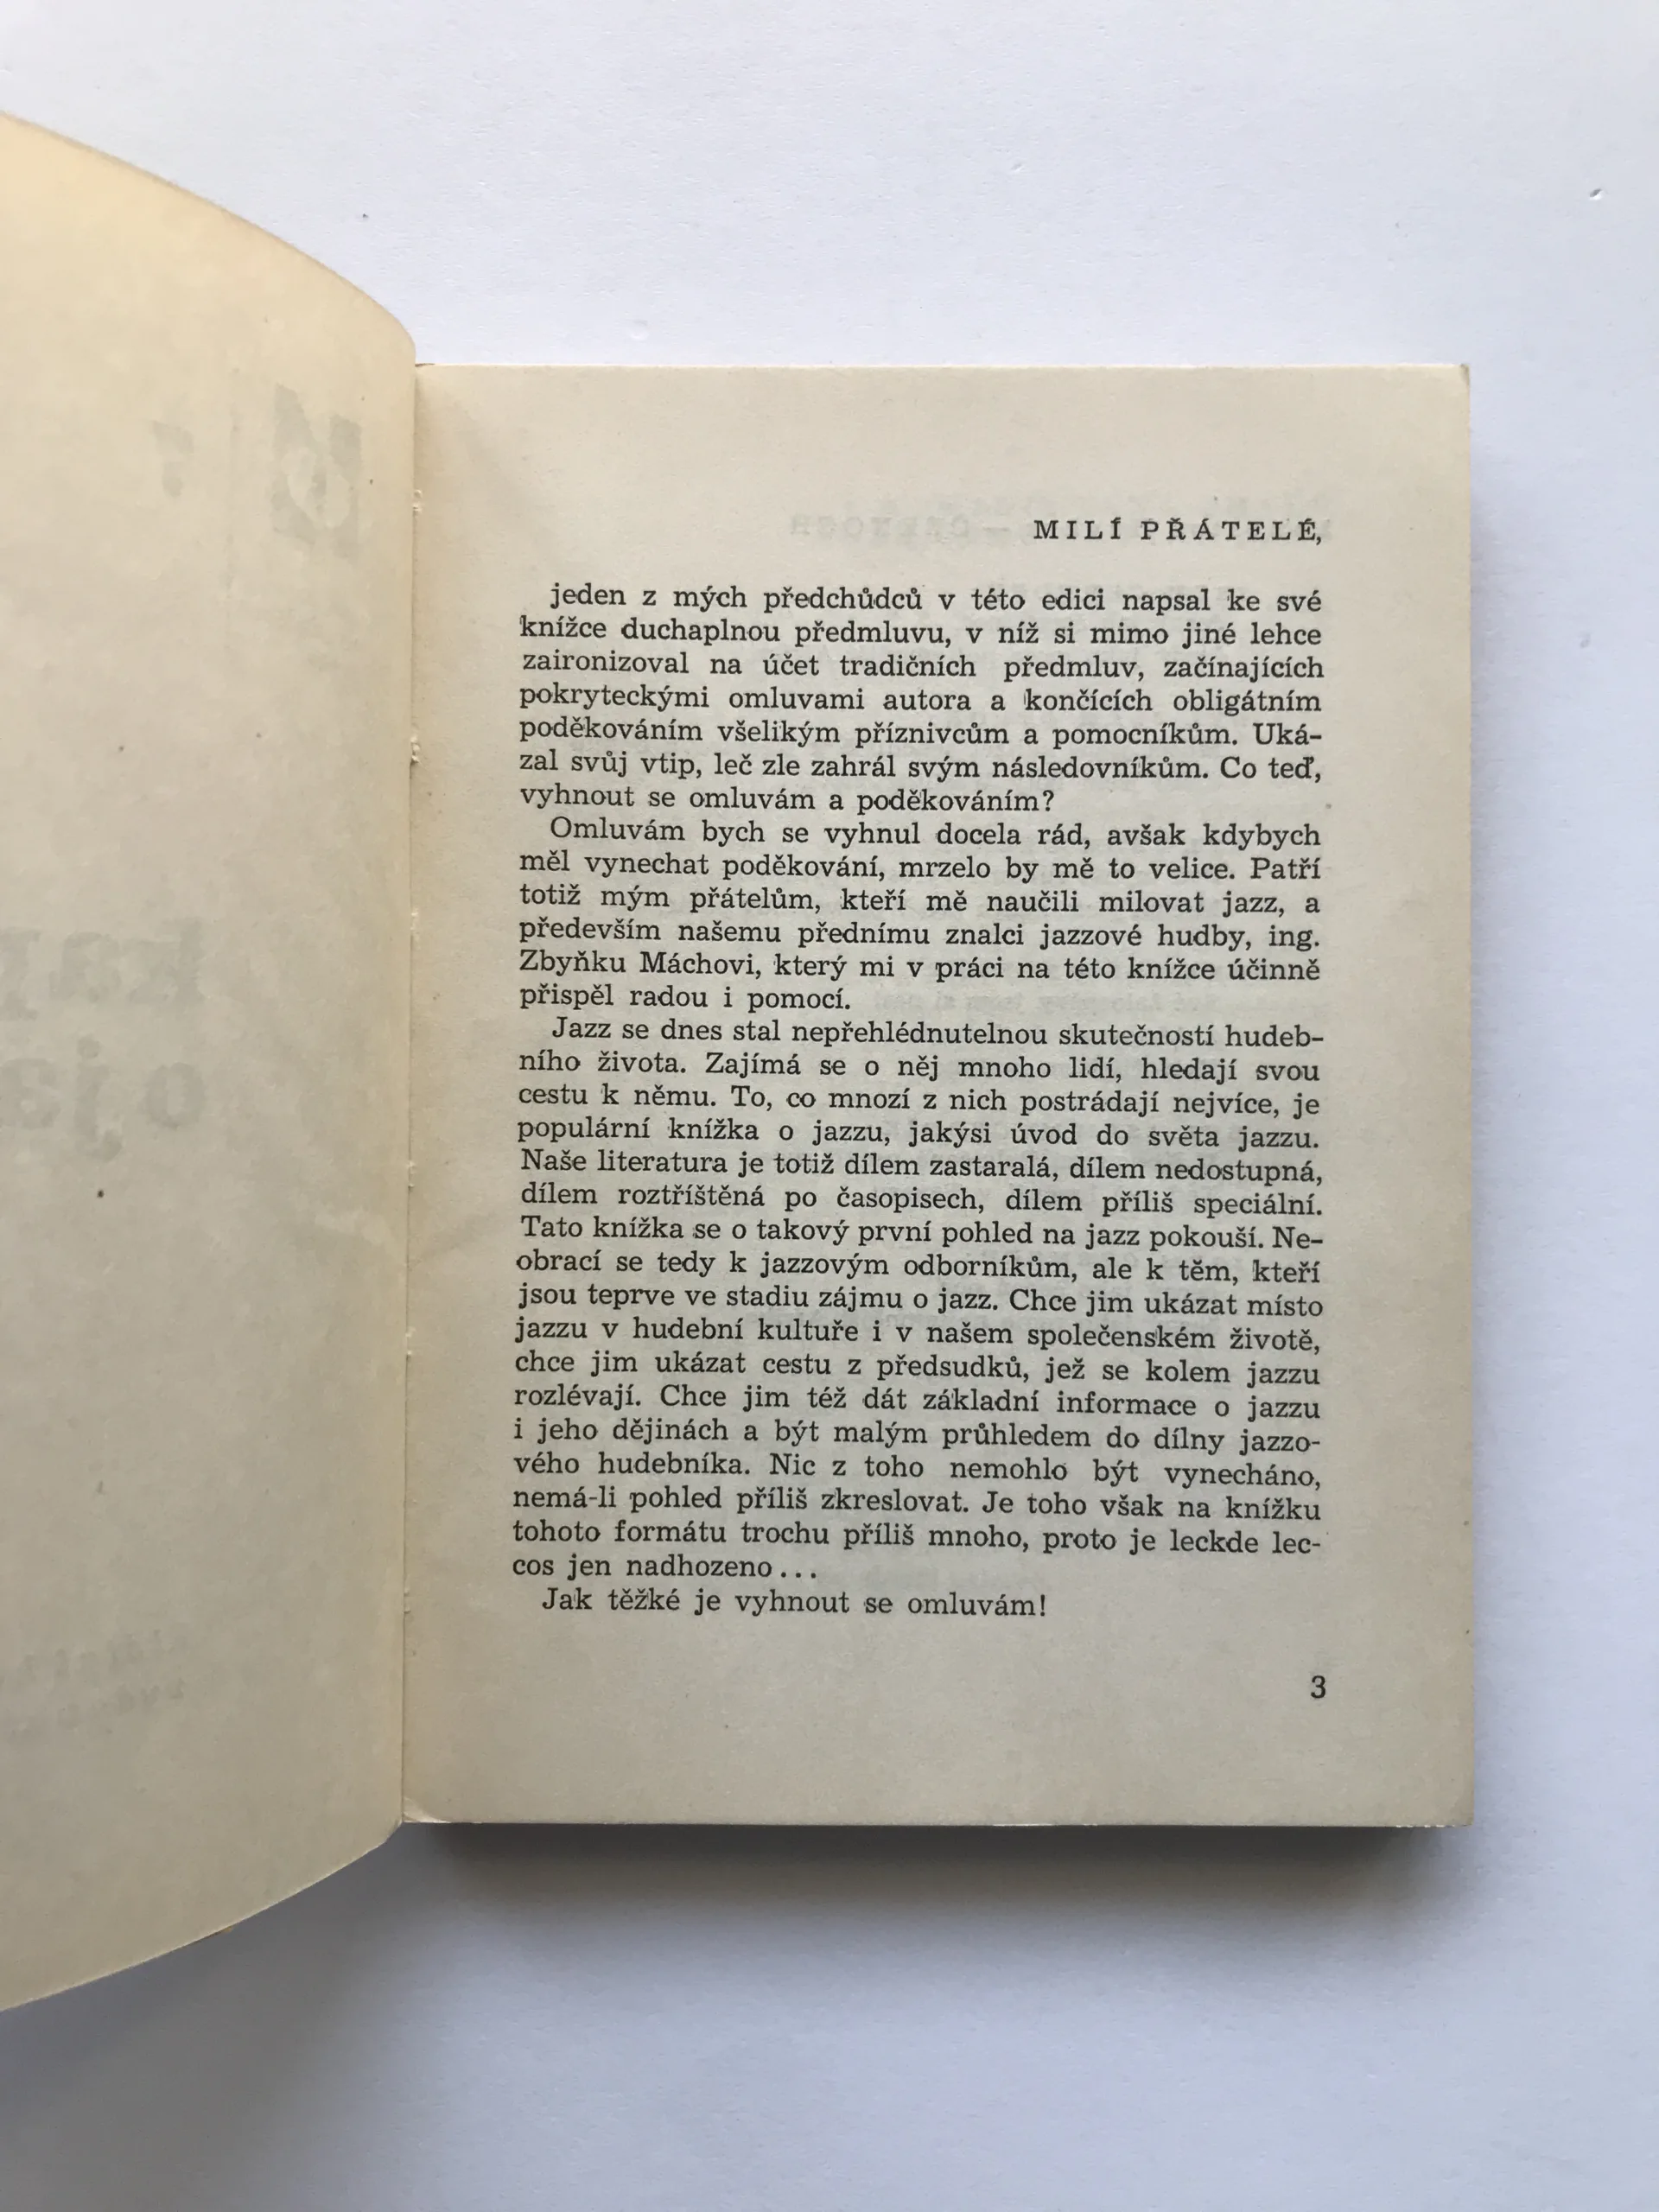 MILÍ PŘÁTELÉ,
jeden z mých předchůdců v této edici napsal ke své
knížce duchaplnou předmluvu, v níž si mimo jiné lehce
zaironizoval na účet tradičních předmluv, začínajících
pokryteckými omluvami autora a končících obligátním
poděkováním všelikým příznivcům a pomocníkům. Uká-
zal svůj vtip, leč zle zahrál svým následovníkům. Co teď,
vyhnout se omluvám a poděkováním?
Omluvám bych se vyhnul docela rád, avšak kdybych
měl vynechat poděkování, mrzelo by mě to velice. Patří
totiž mým přátelům, kteří mě naučili milovat jazz, a
především našemu přednímu znalci jazzové hudby, ing.
Zbyňku Máchovi, který mi v práci na této knížce účinně
přispěl radou i pomocí.
Jazz se dnes stal nepřehlédnutelnou skutečností hudeb-
ního života. Zajímá se o něj mnoho lidí, hledají svou
cestu k němu. To, co mnozí z nich postrádají nejvíce, je
populární knížka o jazzu, jakýsi úvod do světa jazzu.
Naše literatura je totiž dílem zastaralá, dílem nedostupná,
dílem roztříštěná po časopisech, dílem příliš speciální.
Tato knížka se o takový první pohled na jazz pokouší. Ne-
obrací se tedy k jazzovým odborníkům, ale k těm, kteří
jsou teprve ve stadiu zájmu o jazz. Chce jim ukázat místo
jazzu v hudební kultuře i v našem společenském životě,
chce jim ukázat cestu z předsudků, jež se kolem jazzu
rozlévají. Chce jim též dát základní informace o jazzu
i jeho dějinách a být malým průhledem do dílny jazzo-
vého hudebníka. Nic z toho nemohlo být vynecháno,
nemá-li pohled příliš zkreslovat. Je toho však na knížku
tohoto formátu trochu příliš mnoho, proto je leckde lec-
cos jen nadhozeno...
Jak těžké je vyhnout se omluvám!
3